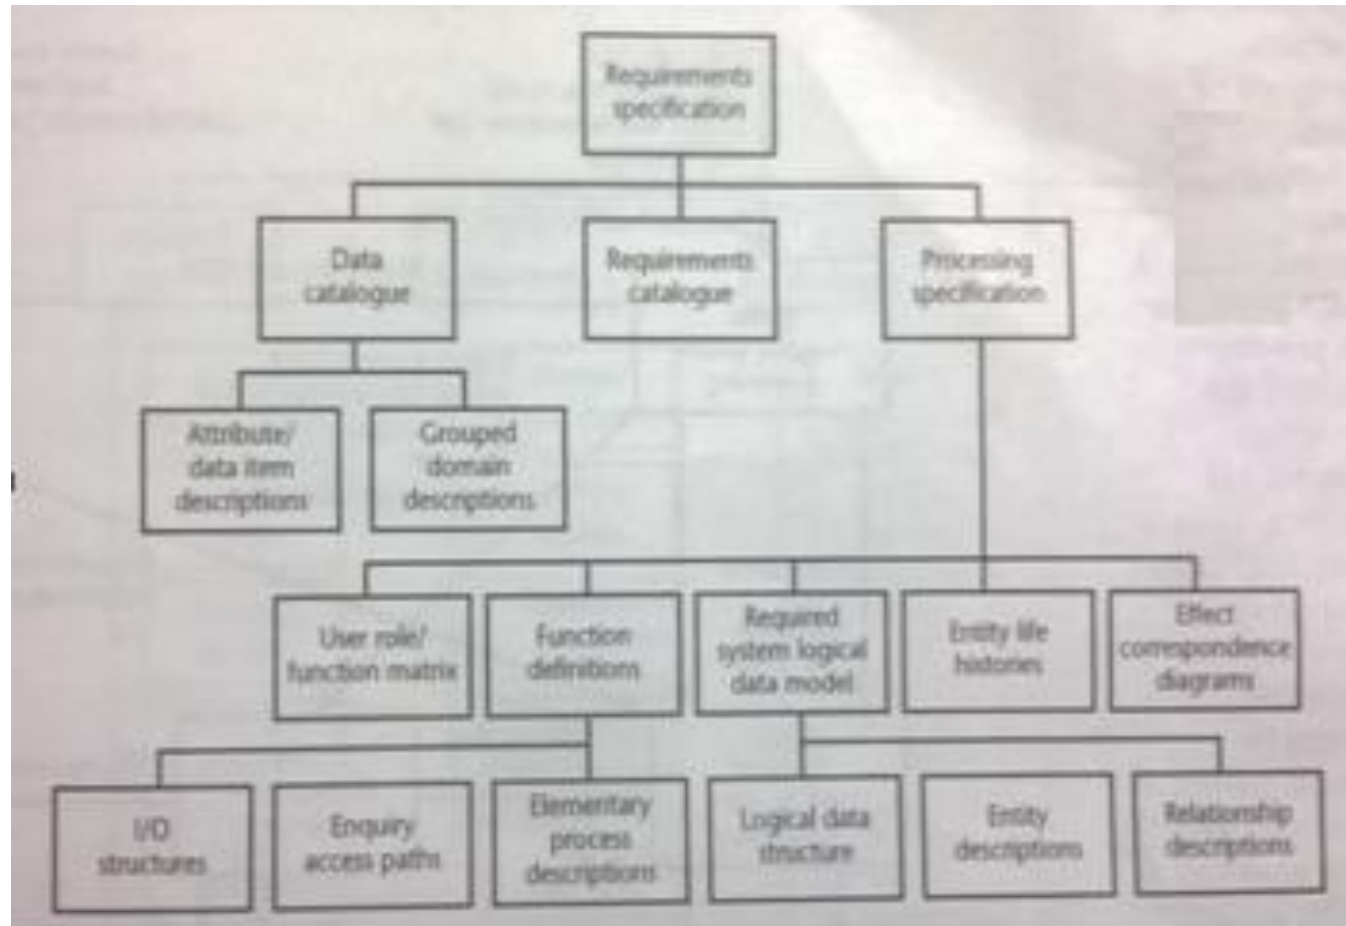 Requirements
specification
Data
catalogue
Requirements
catalogue
Processing
specification
Attribute/
data item
descriptions
Grouped
domain
descriptions
User role/
function matrix
Function
definitions
Required
system logical
data model
Entity life
histories
Effect
correspondence
diagrams
I/O
structures
Enquiry
access paths
Elementary
process
descriptions
Logical data
structure
Entity
descriptions
Relationship
descriptions